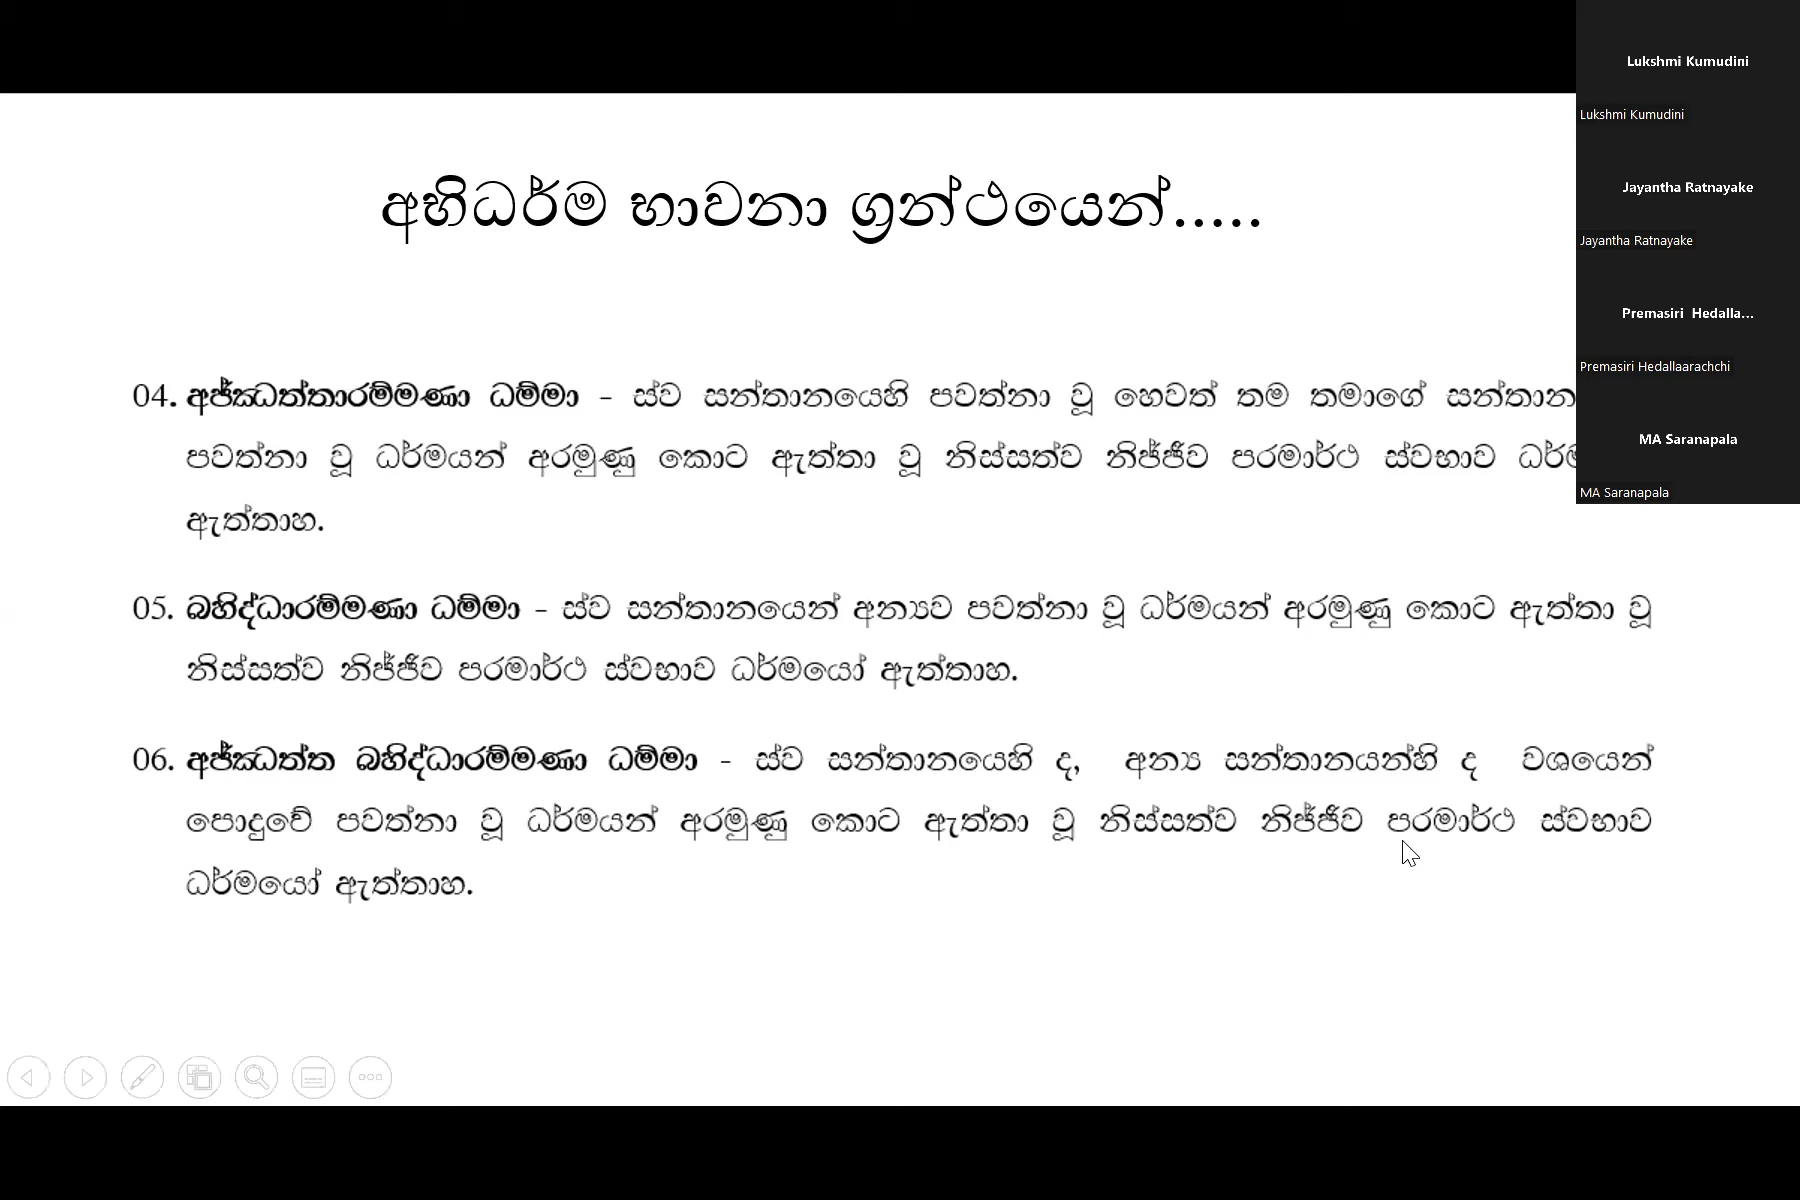 අභිධර්ම භාවනා ග්‍රන්ථයෙන්.....
04. අජ්ඣත්තාරම්මණා ධම්මා - ස්ව සන්තානයෙහි පවත්නා වූ හෙවත් තම තමාගේ සන්තාන
පවත්නා වූ ධර්මයන් අරමුණු කොට ඇත්තා වූ නිස්සත්ව නිජ්ජීව පරමාර්ථ ස්වභාව
ඇත්තාහ.
05. බහිද්ධාරම්මණා ධම්මා - ස්ව සන්තානයෙන් අන්‍යව පවත්නා වූ ධර්මයන් අරමුණු කොට ඇත්තා වූ
නිස්සත්ව නිජ්ජීව පරමාර්ථ ස්වභාව ධර්මයෝ ඇත්තාහ.
06. අජ්ඣත්ත බහිද්ධාරම්මණා ධම්මා - ස්ව සන්තානයෙහි ද, අන්‍ය සන්තානයන්හි ද වශයෙන්
පොදුවේ පවත්නා වූ ධර්මයන් අරමුණු කොට ඇත්තා වූ නිස්සත්ව නිජ්ජීව පරමාර්ථ ස්වභාව
ධර්මයෝ ඇත්තාහ.
Lukshmi Kumudini
Lukshmi Kumudini
Jayantha Ratnayake
Jayantha Ratnayake
Premasiri Hedalla...
Premasiri Hedallaarachchi
MA Saranapala
MA Saranapala